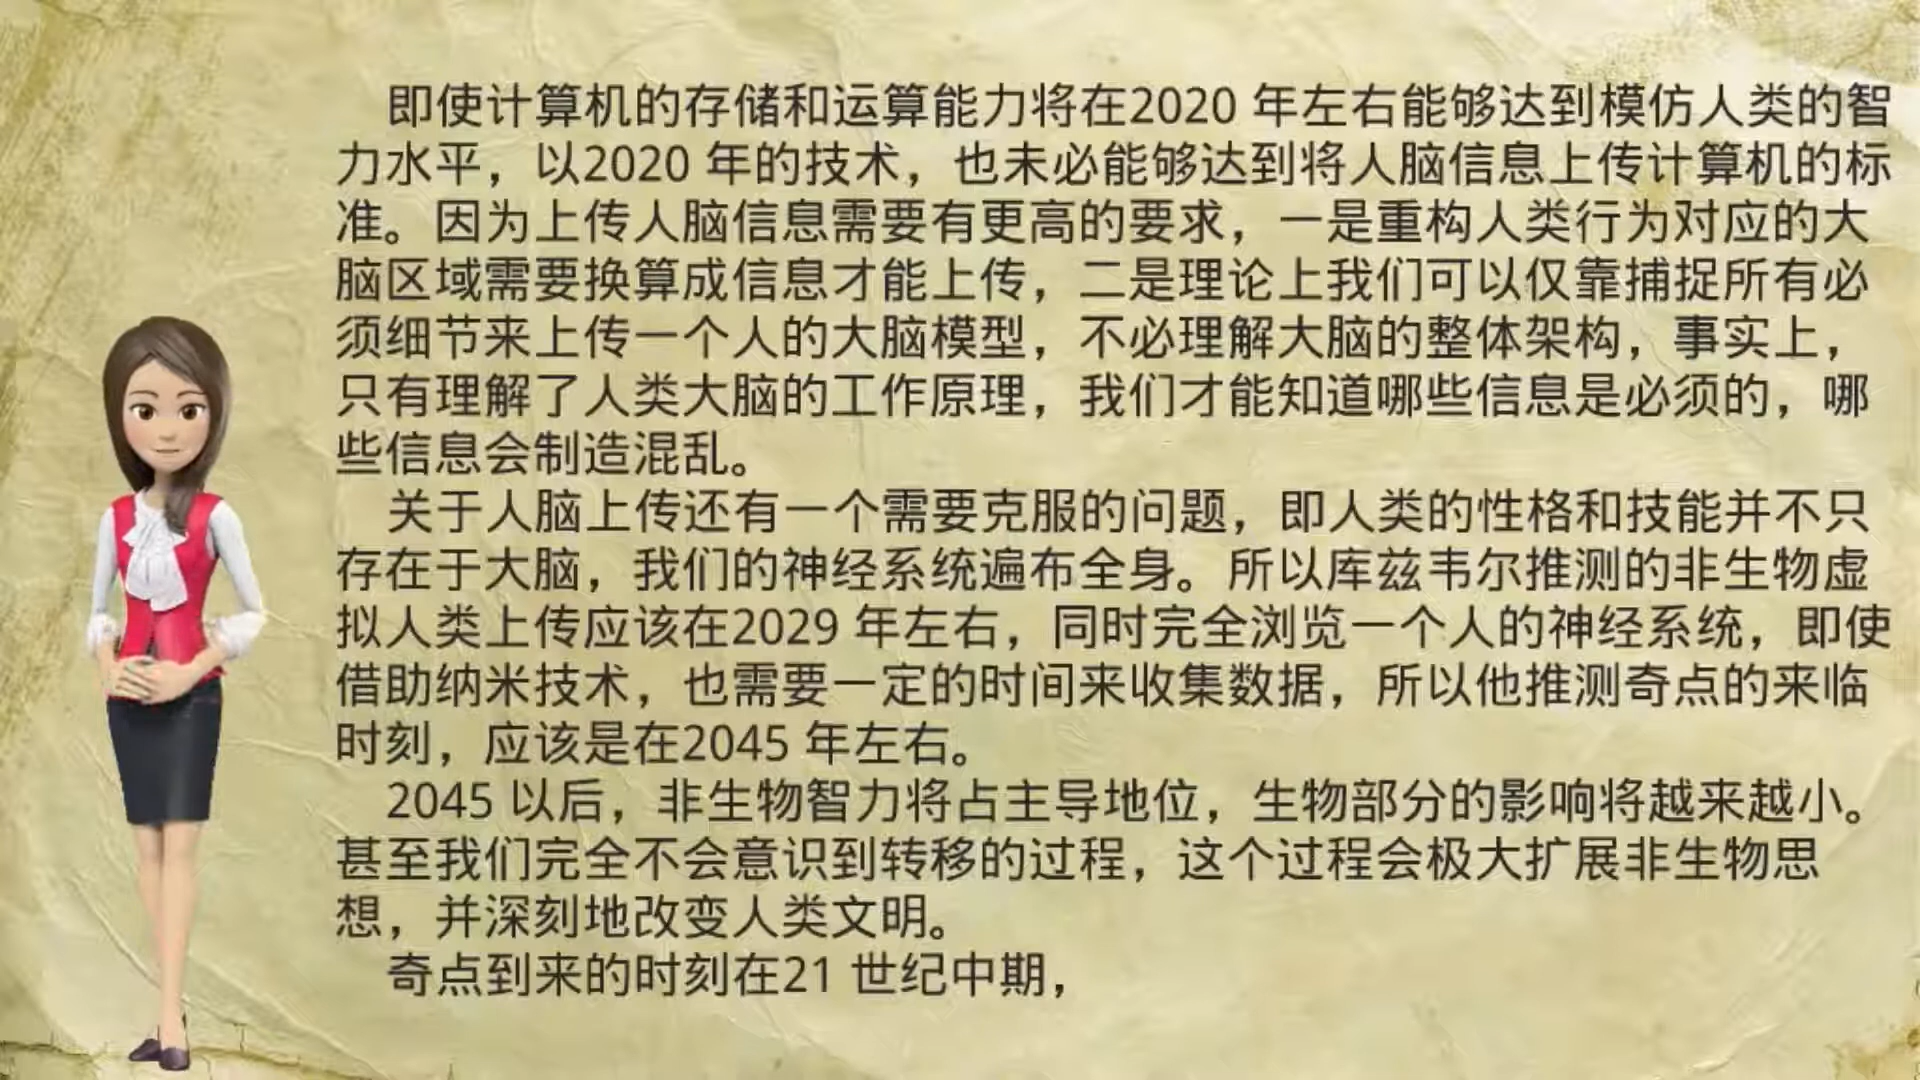 即使计算机的存储和运算能力将在2020 年左右能够达到模仿人类的智
力水平，以2020 年的技术，也未必能够达到将人脑信息上传计算机的标
准。因为上传人脑信息需要有更高的要求，一是重构人类行为对应的大
脑区域需要换算成信息才能上传，二是理论上我们可以仅靠捕捉所有必
须细节来上传一个人的大脑模型，不必理解大脑的整体架构，事实上，
只有理解了人类大脑的工作原理，我们才能知道哪些信息是必须的，哪
些信息会制造混乱。
关于人脑上传还有一个需要克服的问题，即人类的性格和技能并不只
存在于大脑，我们的神经系统遍布全身。所以库兹韦尔推测的非生物虚
拟人类上传应该在2029 年左右，同时完全浏览一个人的神经系统，即使
借助纳米技术，也需要一定的时间来收集数据，所以他推测奇点的来临
时刻，应该是在2045 年左右。
2045 以后，非生物智力将占主导地位，生物部分的影响将越来越小。
甚至我们完全不会意识到转移的过程，这个过程会极大扩展非生物思
想，并深刻地改变人类文明。
奇点到来的时刻在21 世纪中期，